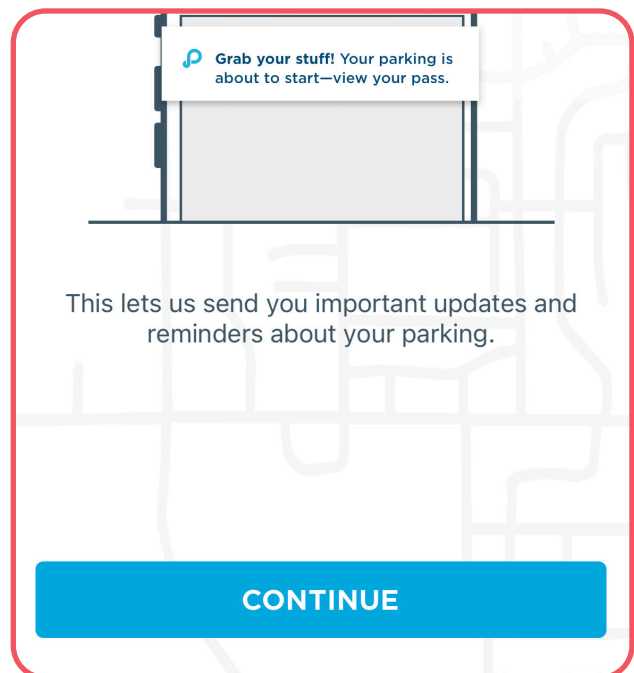 Grab your stuff! Your parking is
about to start—view your pass.
This lets us send you important updates and
reminders about your parking.
CONTINUE